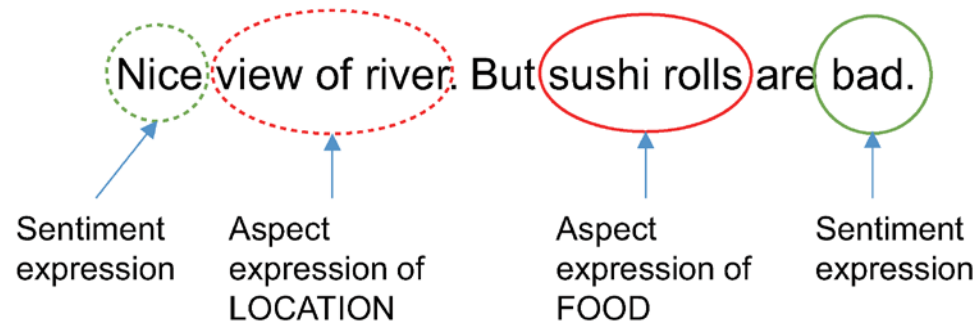 Nice view of river. But sushi rolls are bad.
Sentiment
expression
Aspect
expression of
LOCATION
Aspect
expression of
FOOD
Sentiment
expression